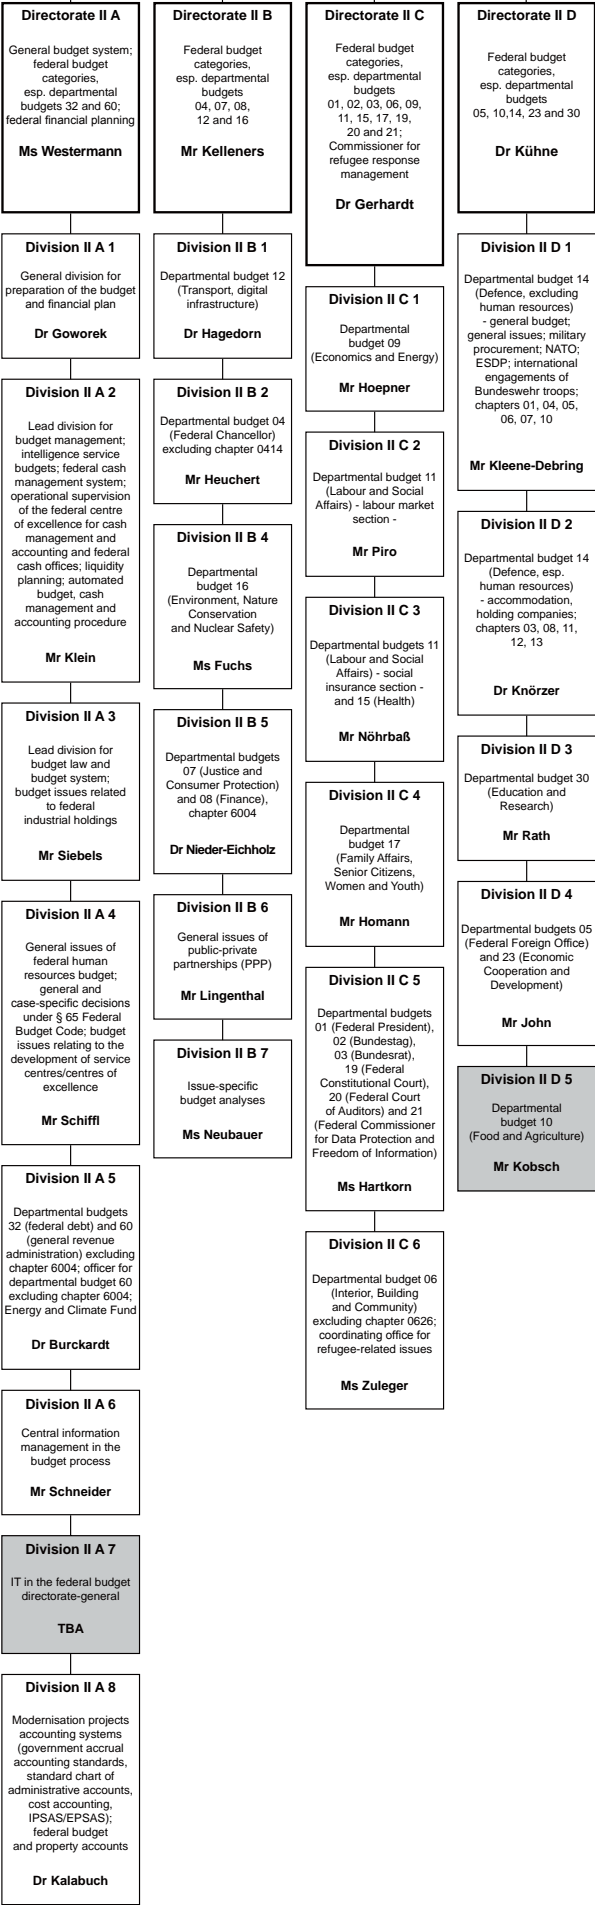 Directorate II A
General budget system;
federal budget
categories,
esp. departmental
budgets 32 and 60;
federal financial planning
Ms Westermann
Division II A 1
General division for
preparation of the budget
and financial plan
Dr Goworek
Division II A 2
Lead division for
budget management;
intelligence service
budgets; federal cash
management system;
operational supervision
of the federal centre
of excellence for cash
management and
accounting and federal
cash offices; liquidity
planning; automated
budget, cash
management and
accounting procedure
Mr Klein
Division II A 3
Lead division for
budget law and
budget system;
budget issues related
to federal
industrial holdings
Mr Siebels
Division II A 4
General issues of
federal human
resources budget;
general and
case-specific decisions
under § 65 Federal
Budget Code; budget
issues relating to the
development of service
centres/centres of
excellence
Mr Schiffl
Division II A 5
Departmental budgets
32 (federal debt) and 60
(general revenue
administration) excluding
chapter 6004; officer for
departmental budget 60
excluding chapter 6004;
Energy and Climate Fund
Dr Burckardt
Division II A 6
Central information
management in the
budget process
Mr Schneider
Division II A 7
IT in the federal budget
directorate-general
TBA
Division II A 8
Modernisation projects
accounting systems
(government accrual
accounting standards,
standard chart of
administrative accounts,
cost accounting,
IPSAS/EPSAS);
federal budget
and property accounts
Dr Kalabuch
Directorate II B
Federal budget
categories,
esp. departmental
budgets
04, 07, 08,
12 and 16
Mr Kelleners
Division II B 1
Departmental budget 12
(Transport, digital
infrastructure)
Dr Hagedorn
Division II B 2
Departmental budget 04
(Federal Chancellor)
excluding chapter 0414
Mr Heuchert
Division II B 4
Departmental
budget 16
(Environment, Nature
Conservation
and Nuclear Safety)
Ms Fuchs
Division II B 5
Departmental budgets
07 (Justice and
Consumer Protection)
and 08 (Finance),
chapter 6004
Dr Nieder-Eichholz
Division II B 6
General issues of
public-private
partnerships (PPP)
Mr Lingenthal
Division II B 7
Issue-specific
budget analyses
Ms Neubauer
Directorate II C
Federal budget
categories,
esp. departmental
budgets
01, 02, 03, 06, 09,
11, 15, 17, 19,
20 and 21;
Commissioner for
refugee response
management
Dr Gerhardt
Division II C 1
Departmental
budget 09
(Economics and Energy)
Mr Hoepner
Division II C 2
Departmental budget 11
(Labour and Social
Affairs) - labour market
section -
Mr Piro
Division II C 3
Departmental budgets 11
(Labour and Social
Affairs) - social
insurance section -
and 15 (Health)
Mr Nöhrbaß
Division II C 4
Departmental
budget 17
(Family Affairs,
Senior Citizens,
Women and Youth)
Mr Homann
Division II C 5
Departmental budgets
01 (Federal President),
02 (Bundestag),
03 (Bundesrat),
19 (Federal
Constitutional Court),
20 (Federal Court
of Auditors) and 21
(Federal Commissioner
for Data Protection and
Freedom of Information)
Ms Hartkorn
Division II C 6
Departmental budget 06
(Interior, Building
and Community)
excluding chapter 0626;
coordinating office for
refugee-related issues
Ms Zuleger
Directorate II D
Federal budget
categories,
esp. departmental
budgets
05, 10,14, 23 and 30
Dr Kühne
Division II D 1
Departmental budget 14
(Defence, excluding
human resources)
- general budget;
general issues; military
procurement; NATO;
ESDP; international
engagements of
Bundeswehr troops;
chapters 01, 04, 05,
06, 07, 10
Mr Kleene-Debring
Division II D 2
Departmental budget 14
(Defence, esp.
human resources)
- accommodation,
holding companies;
chapters 03, 08, 11,
12, 13
Dr Knörzer
Division II D 3
Departmental budget 30
(Education and
Research)
Mr Rath
Division II D 4
Departmental budgets 05
(Federal Foreign Office)
and 23 (Economic
Cooperation and
Development)
Mr John
Division II D 5
Departmental
budget 10
(Food and Agriculture)
Mr Kobsch